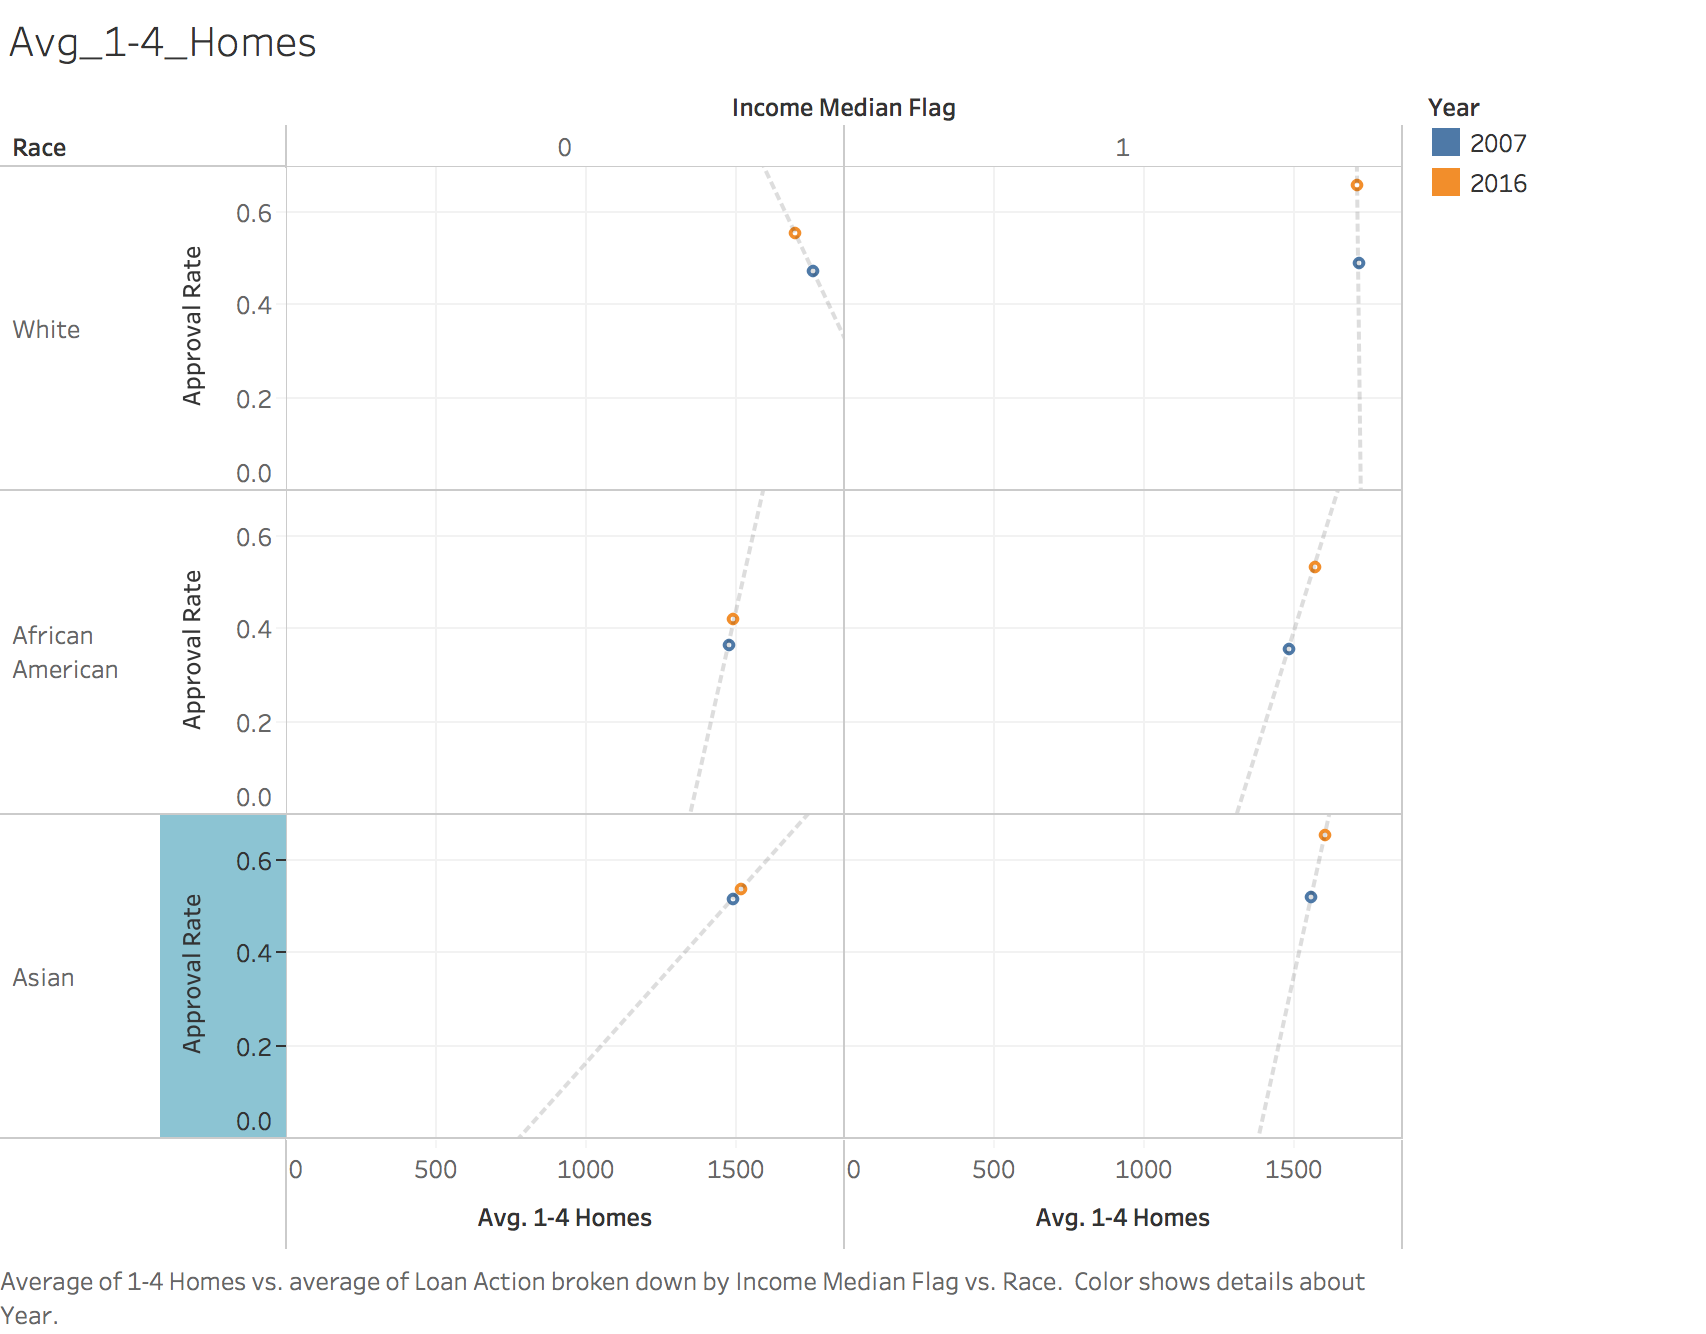 Avg_1-4_Homes
Income Median Flag
Year
2007
2016
Race
0
1
White
Approval Rate
0.6
0.4
0.2
0.0
African
American
Approval Rate
0.6
0.4
0.2
0.0
Asian
Approval Rate
0.6
0.4
0.2
0.0
0 500 1000 1500
0 500 1000 1500
Avg. 1-4 Homes
Avg. 1-4 Homes
Average of 1-4 Homes vs. average of Loan Action broken down by Income Median Flag vs. Race. Color shows details about
Year.